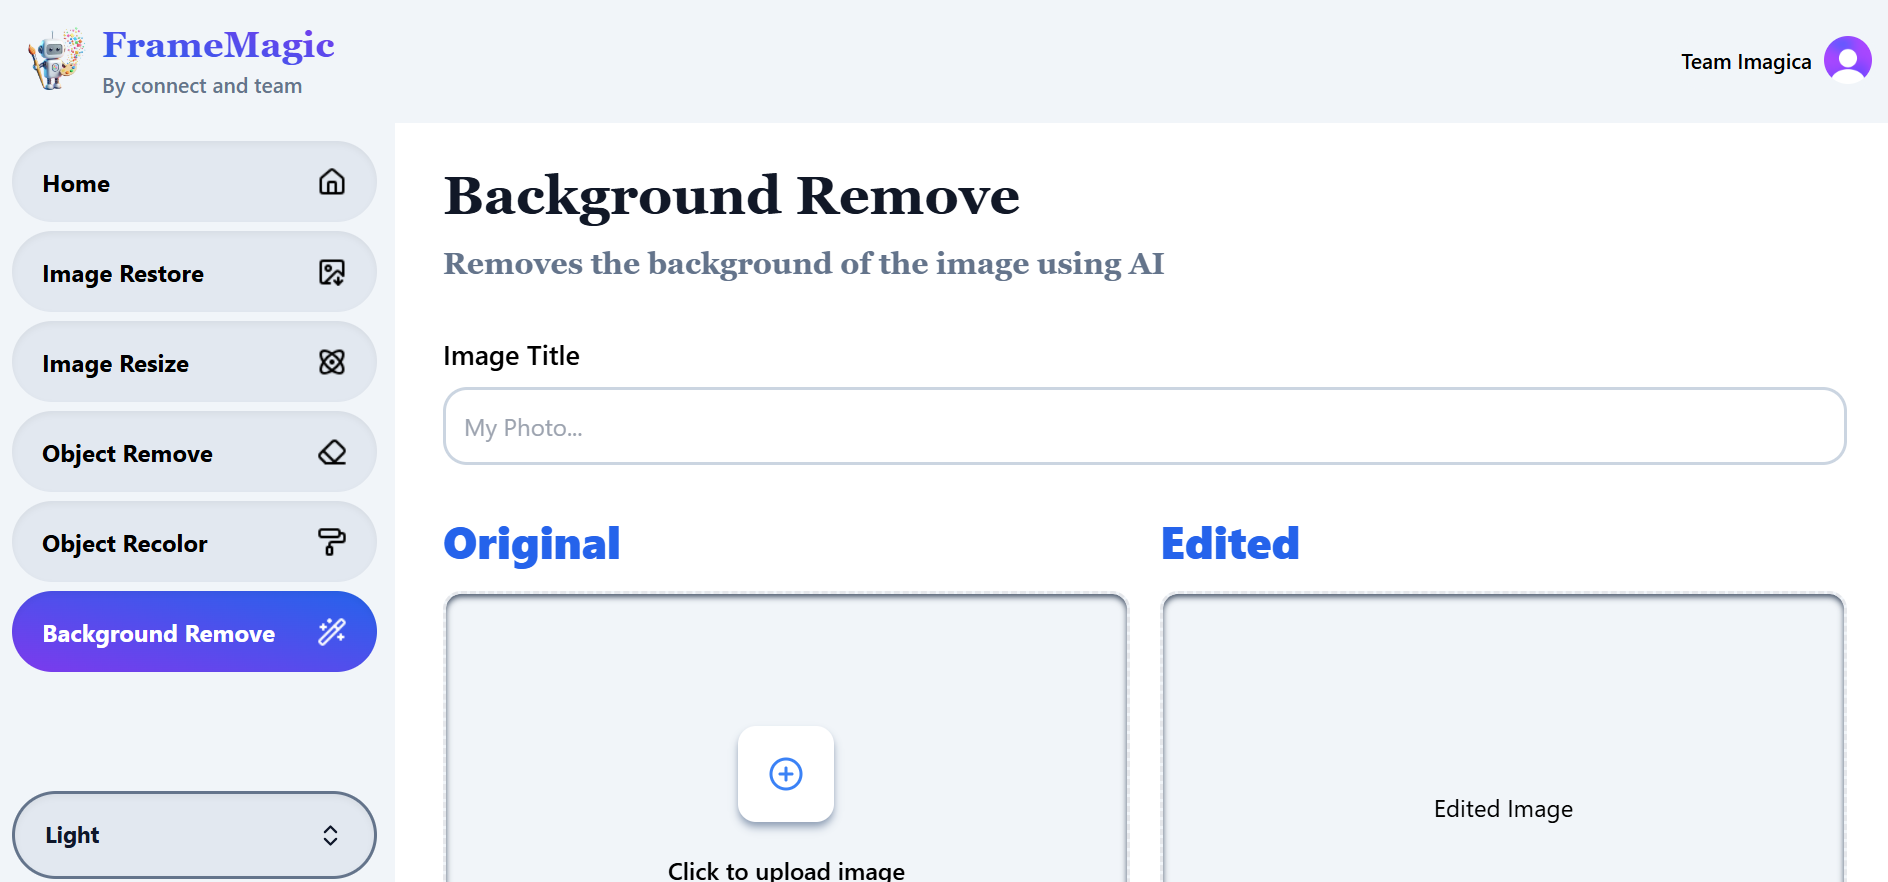 FrameMagic
By connect and team
Team Imagica
Home
Image Restore
Image Resize
Object Remove
Object Recolor
Background Remove
Light
Background Remove
Removes the background of the image using AI
Image Title
My Photo...
Original
Edited
Click to upload image
Edited Image